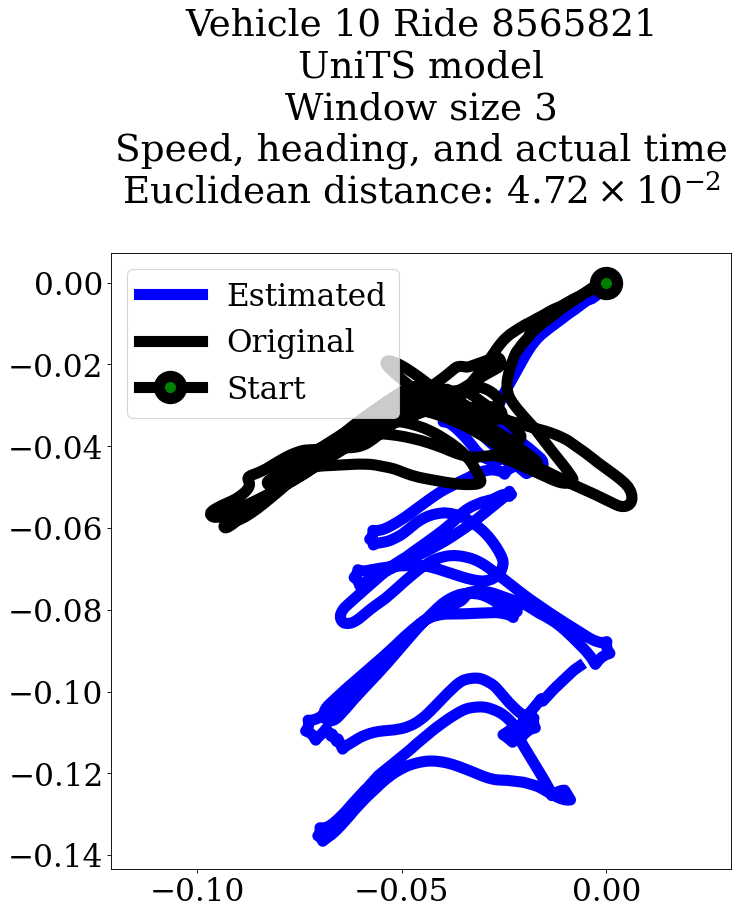 Vehicle 10 Ride 8565821
UniTS model
Window size 3
Speed, heading, and actual time
Euclidean distance: 4.72 × 10⁻²
Estimated
Original
Start
0.00
−0.02
−0.04
−0.06
−0.08
−0.10
−0.12
−0.14
−0.10
−0.05
0.00